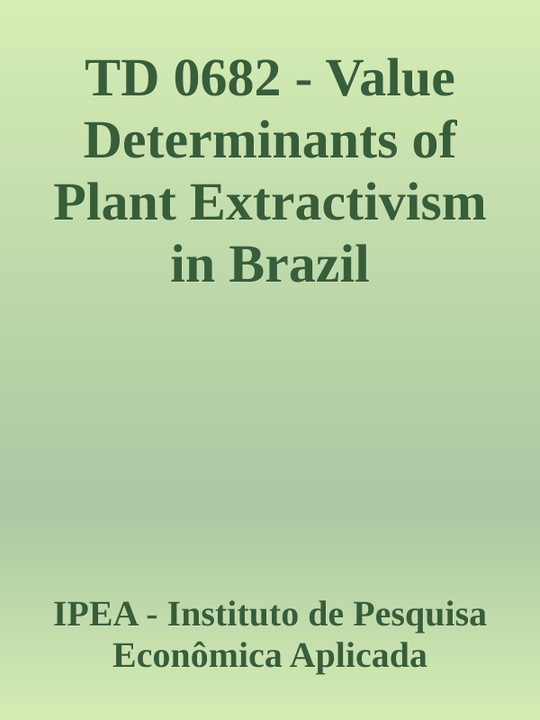 TD 0682 - Value
Determinants of
Plant Extractivism
in Brazil
IPEA - Instituto de Pesquisa
Econômica Aplicada